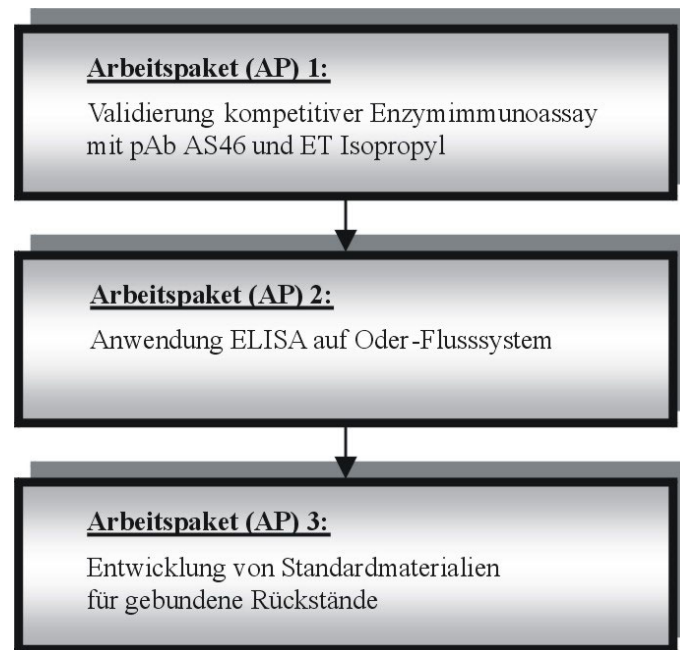 Arbeitspaket (AP) 1:
Validierung kompetitiver Enzymimmunoassay
mit pAb AS46 und ET Isopropyl
Arbeitspaket (AP) 2:
Anwendung ELISA auf Oder-Flusssystem
Arbeitspaket (AP) 3:
Entwicklung von Standardmaterialien
für gebundene Rückstände